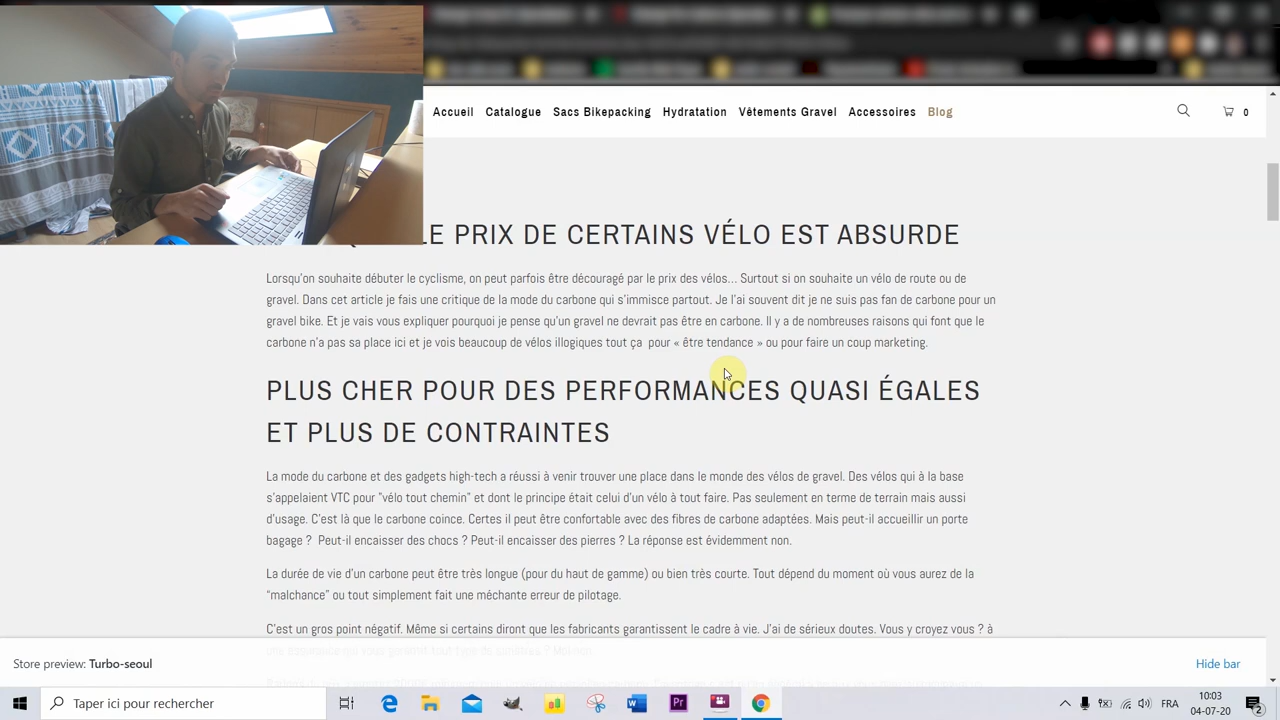 Accueil Catalogue Sacs Bikepacking Hydratation Vêtements Gravel Accessoires Blog 0
LE PRIX DE CERTAINS VÉLO EST ABSURDE
Lorsqu'on souhaite débuter le cyclisme, on peut parfois être découragé par le prix des vélos... Surtout si on souhaite un vélo de route ou de
gravel. Dans cet article je fais une critique de la mode du carbone qui s'immisce partout. Je l'ai souvent dit je ne suis pas fan de carbone pour un
gravel bike. Et je vais vous expliquer pourquoi je pense qu'un gravel ne devrait pas être en carbone. Il y a de nombreuses raisons qui font que le
carbone n'a pas sa place ici et je vois beaucoup de vélos illogiques tout ça pour « être tendance » ou pour faire un coup marketing.
PLUS CHER POUR DES PERFORMANCES QUASI ÉGALES
ET PLUS DE CONTRAINTES
La mode du carbone et des gadgets high-tech a réussi à venir trouver une place dans le monde des vélos de gravel. Des vélos qui à la base
s'appelaient VTC pour "vélo tout chemin" et dont le principe était celui d'un vélo à tout faire. Pas seulement en terme de terrain mais aussi
d'usage. C'est là que le carbone coince. Certes il peut être confortable avec des fibres de carbone adaptées. Mais peut-il accueillir un porte
bagage ? Peut-il encaisser des chocs ? Peut-il encaisser des pierres ? La réponse est évidemment non.
La durée de vie d'un carbone peut être très longue (pour du haut de gamme) ou bien très courte. Tout dépend du moment où vous aurez de la
“malchance” ou tout simplement fait une méchante erreur de pilotage.
C'est un gros point négatif. Même si certains diront que les fabricants garantissent le cadre à vie. J'ai de sérieux doutes. Vous y croyez vous ? à
Store preview: Turbo-seoul Hide bar
Taper ici pour rechercher FRA 10:03
04-07-20 2